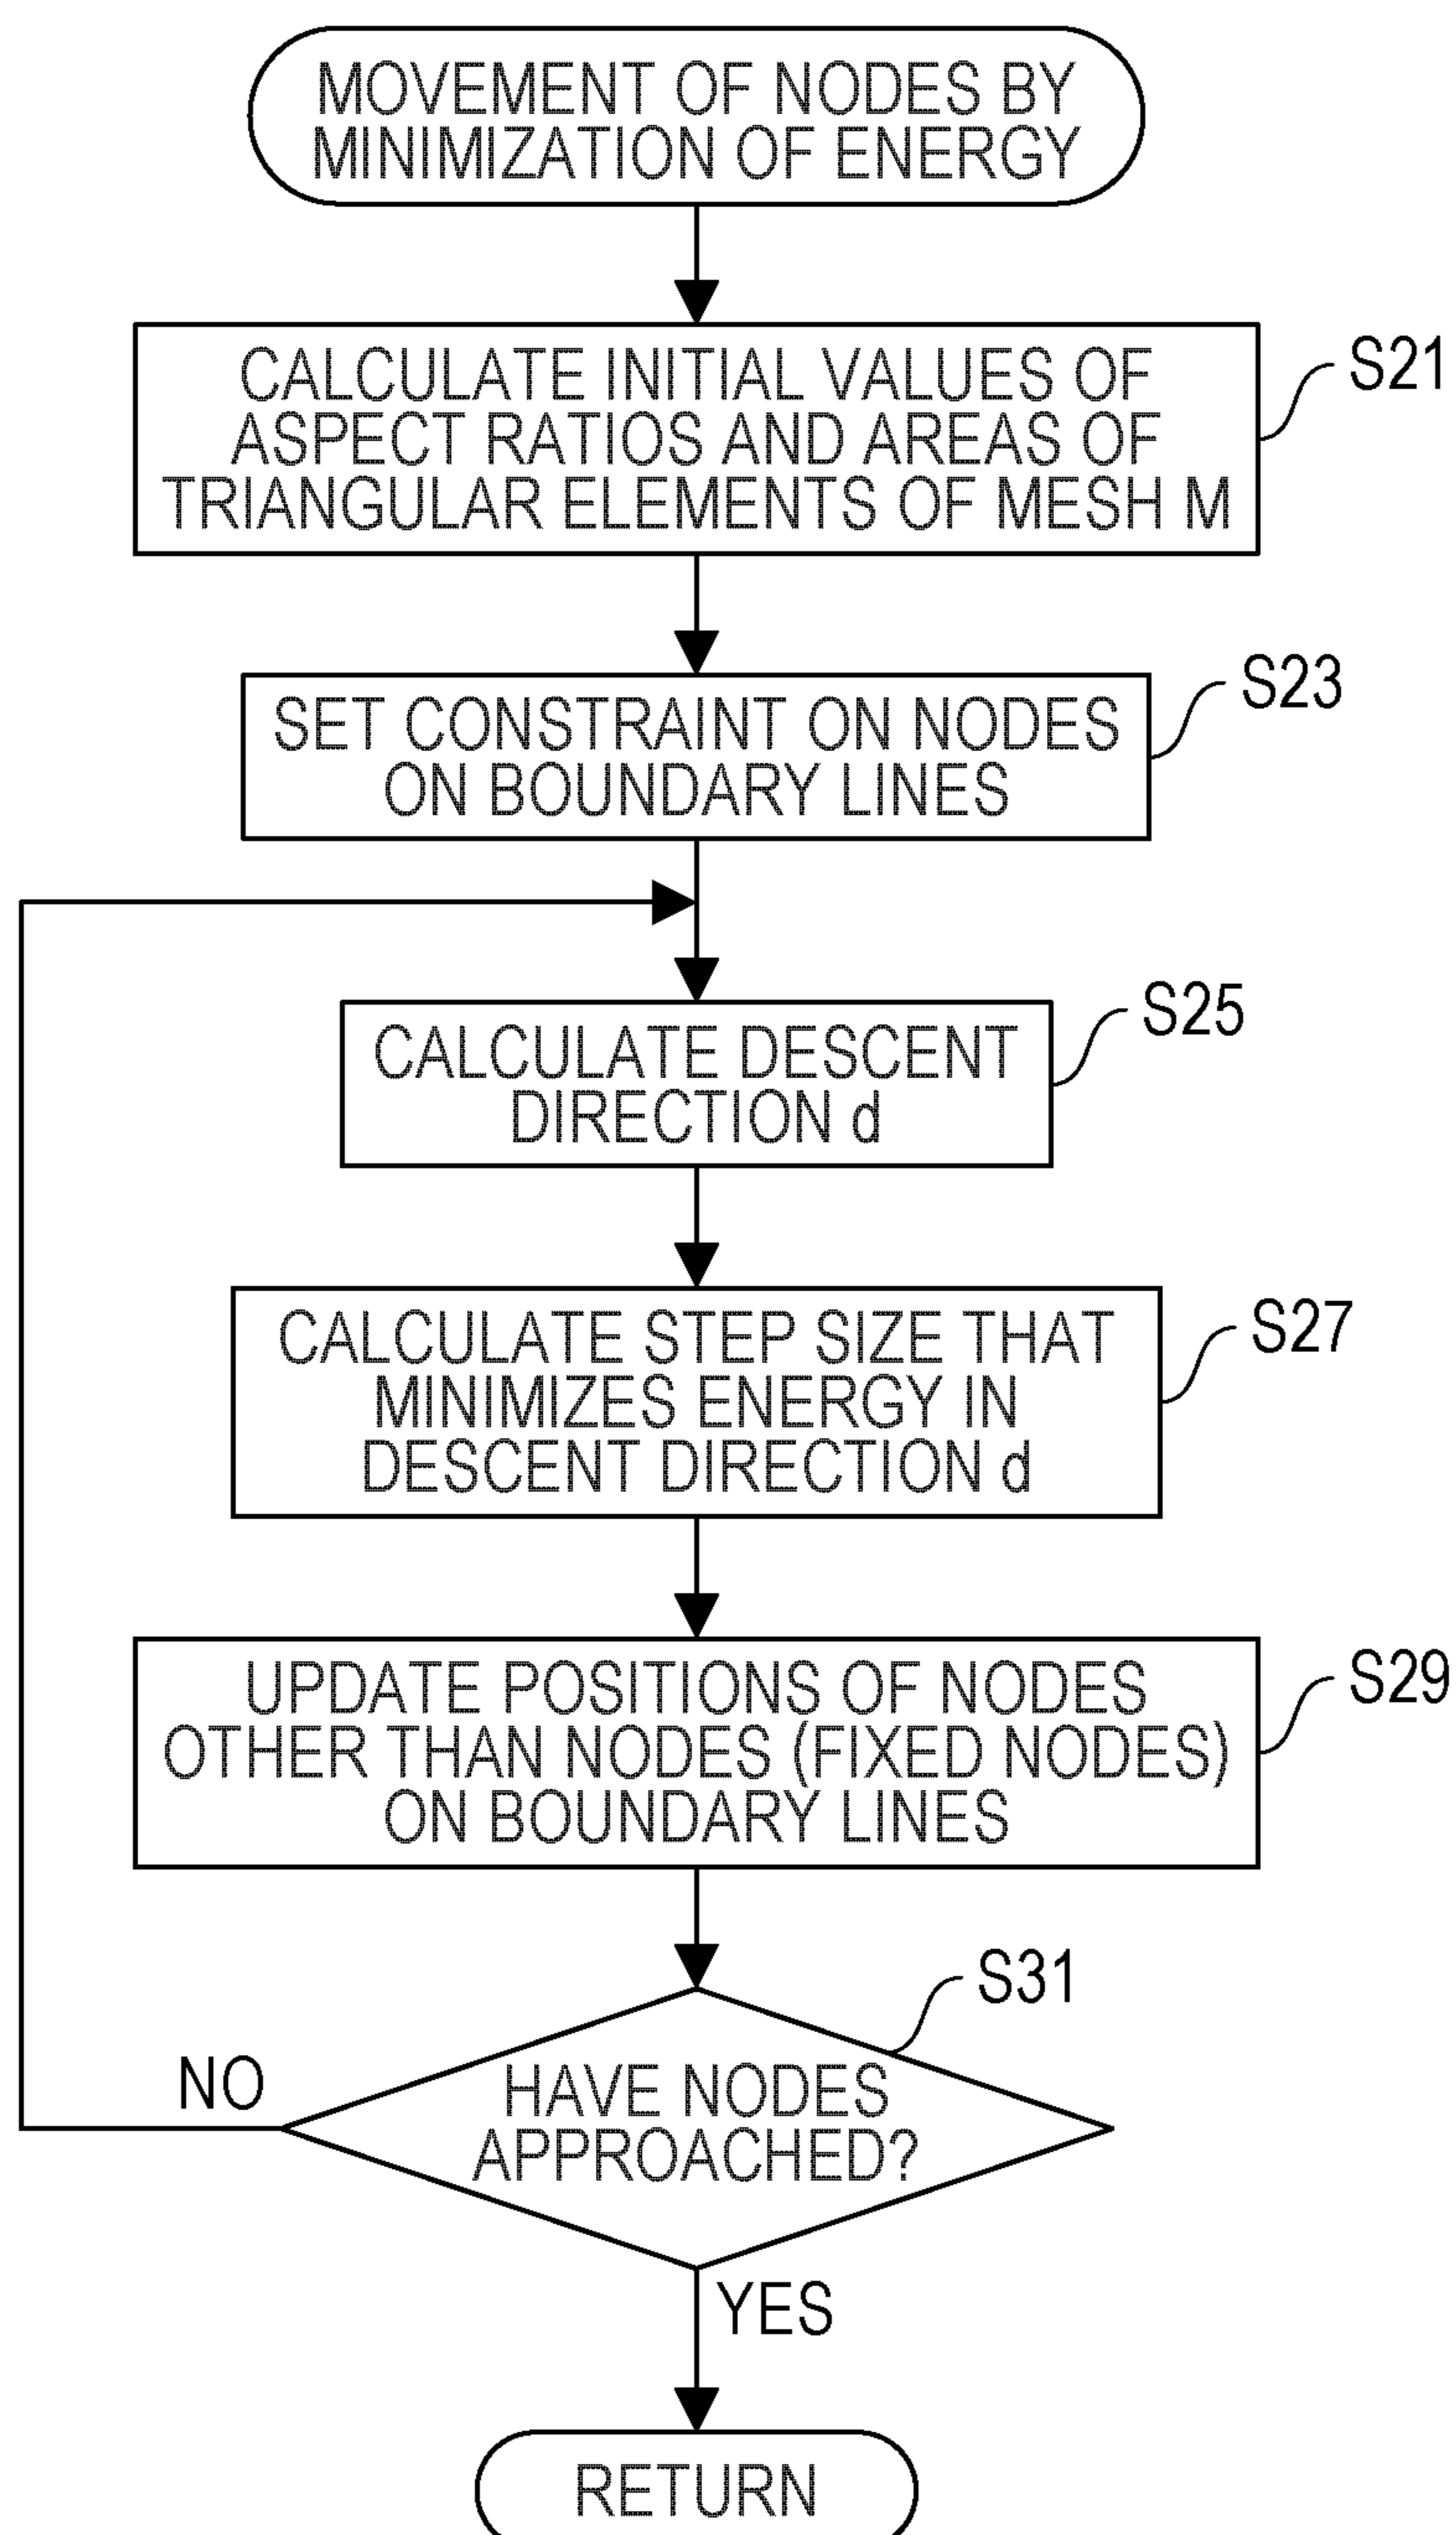 MOVEMENT OF NODES BY
MINIMIZATION OF ENERGY
CALCULATE INITIAL VALUES OF
ASPECT RATIOS AND AREAS OF
TRIANGULAR ELEMENTS OF MESH M
S21
SET CONSTRAINT ON NODES
ON BOUNDARY LINES
S23
CALCULATE DESCENT
DIRECTION d
S25
CALCULATE STEP SIZE THAT
MINIMIZES ENERGY IN
DESCENT DIRECTION d
S27
UPDATE POSITIONS OF NODES
OTHER THAN NODES (FIXED NODES)
ON BOUNDARY LINES
S29
HAVE NODES
APPROACHED?
S31
NO
YES
RETURN